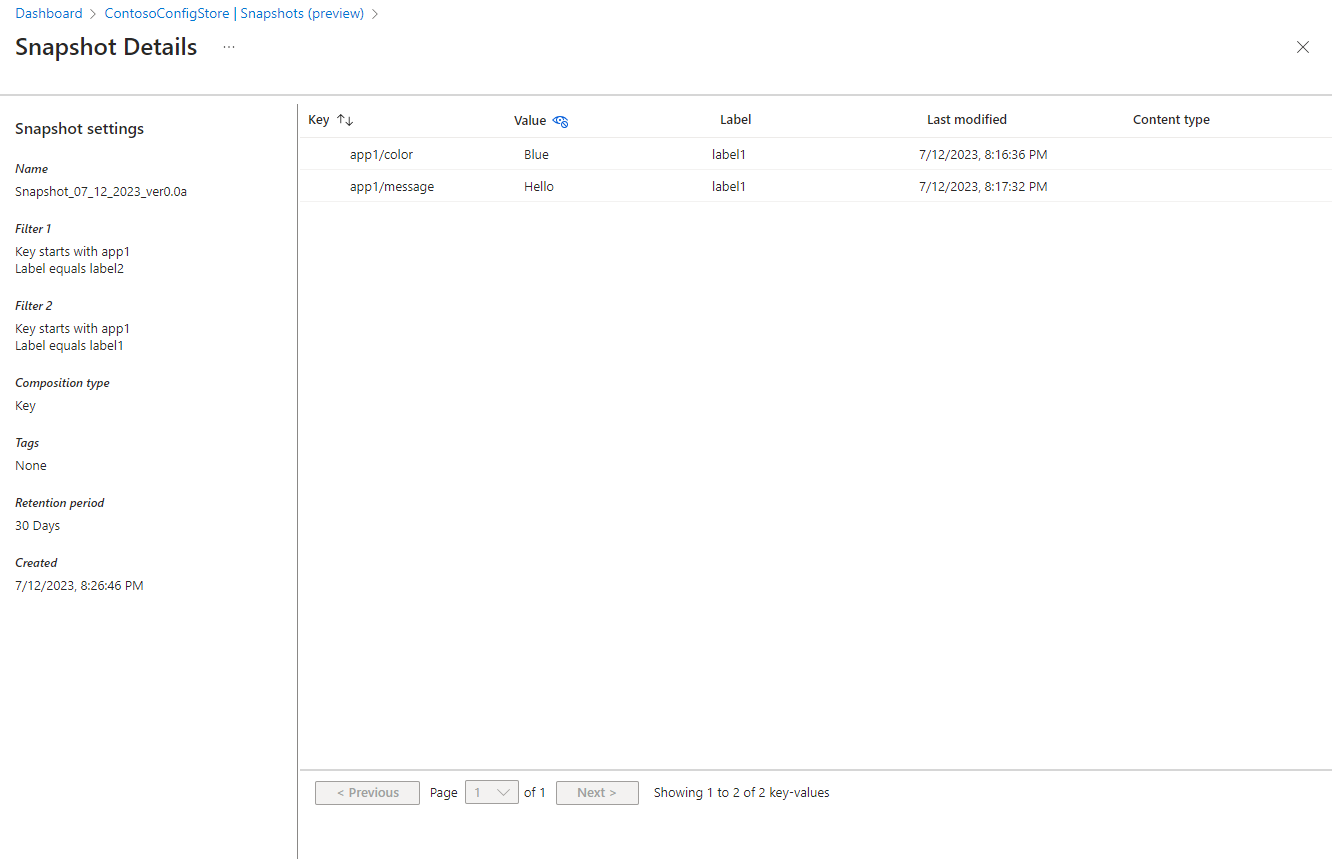 Dashboard > ContosoConfigStore | Snapshots (preview) >
Snapshot Details ...
Snapshot settings
Name
Snapshot_07_12_2023_ver0.0a
Filter 1
Key starts with app1
Label equals label2
Filter 2
Key starts with app1
Label equals label1
Composition type
Key
Tags
None
Retention period
30 Days
Created
7/12/2023, 8:26:46 PM
Key Value Label Last modified Content type
app1/color Blue label1 7/12/2023, 8:16:36 PM
app1/message Hello label1 7/12/2023, 8:17:32 PM
< Previous Page 1 of 1 Next > Showing 1 to 2 of 2 key-values